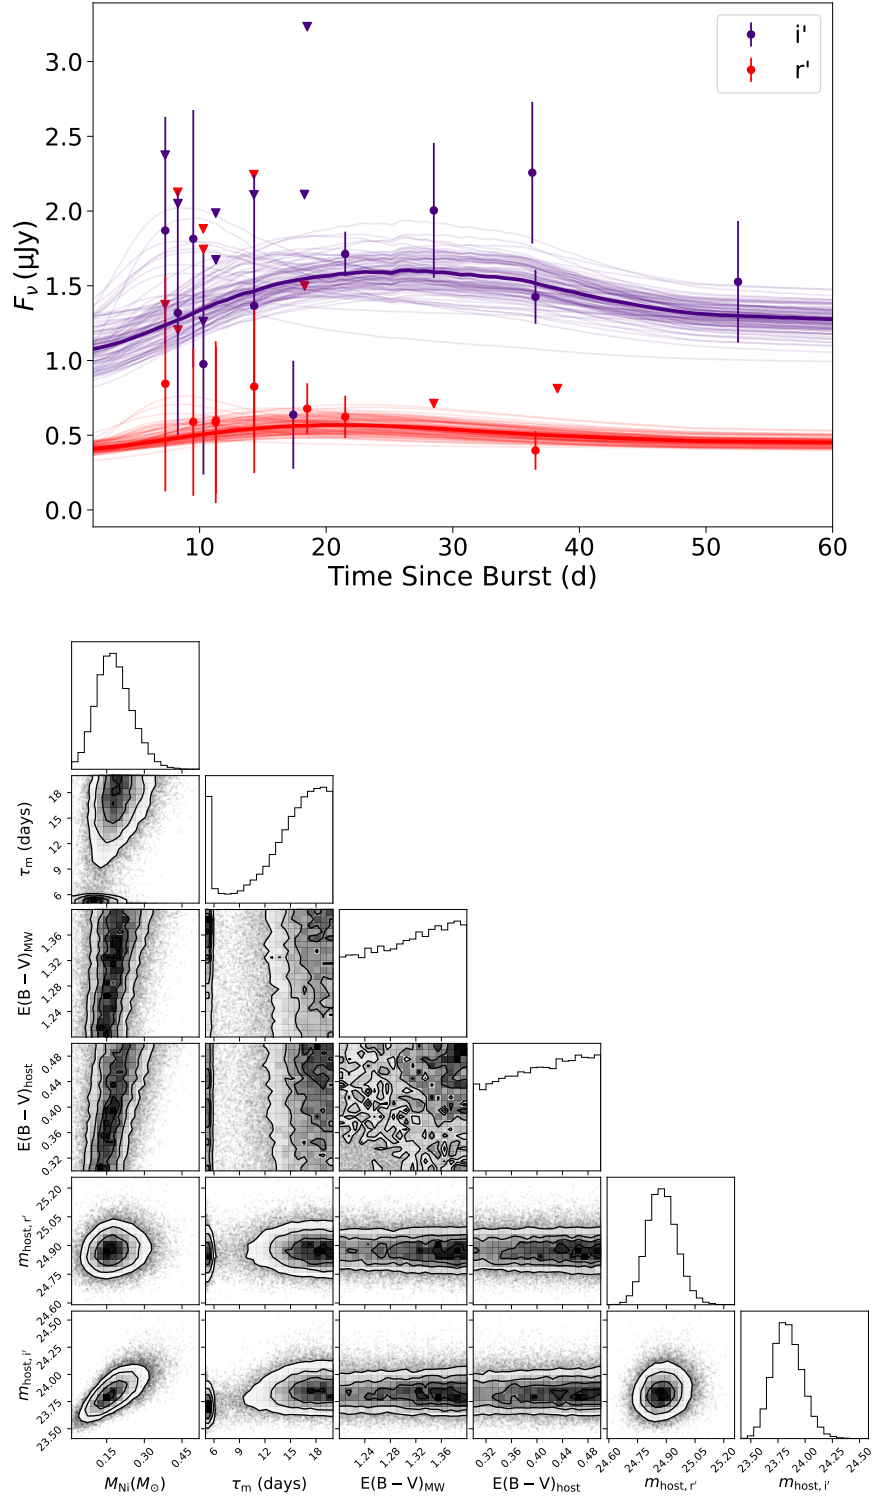 i'
r'
3.0
2.5
2.0
1.5
1.0
0.5
0.0
F_ν (μJy)
10 20 30 40 50 60
Time Since Burst (d)
τ_m (days)
18
15
12
9
6
E(B − V)_MW
1.36
1.32
1.28
1.24
E(B − V)_host
0.48
0.44
0.40
0.36
0.32
m_host, r′
25.20
25.05
24.90
24.75
24.60
m_host, i′
24.50
24.25
24.00
23.75
23.50
0.15 0.30 0.45 6 9 12 15 18 1.24 1.28 1.32 1.36 0.32 0.36 0.40 0.44 0.48 24.60 24.75 24.90 25.05 25.20 23.50 23.75 24.00 24.25 24.50
M_Ni(M_⊙) τ_m (days) E(B − V)_MW E(B − V)_host m_host, r′ m_host, i′